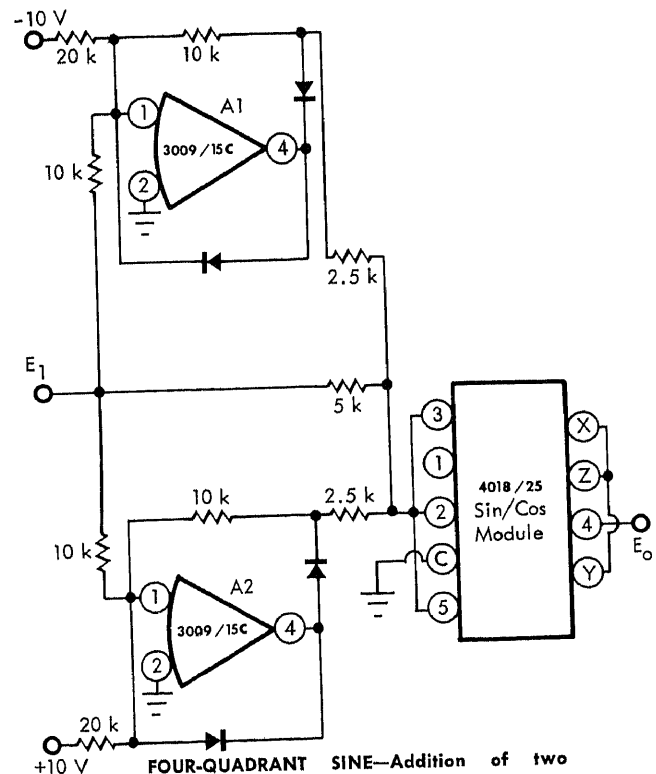 -10 V
20 k
10 k
A1
1
3009/15C
4
10 k
2
2.5 k
E1
5 k
3
X
1
4018/25
Z
10 k
2.5 k
2
Sin/Cos
4
Module
Eo
10 k
C
A2
Y
1
3009/15C
4
5
2
20 k
+10 V
FOUR-QUADRANT SINE—Addition of two